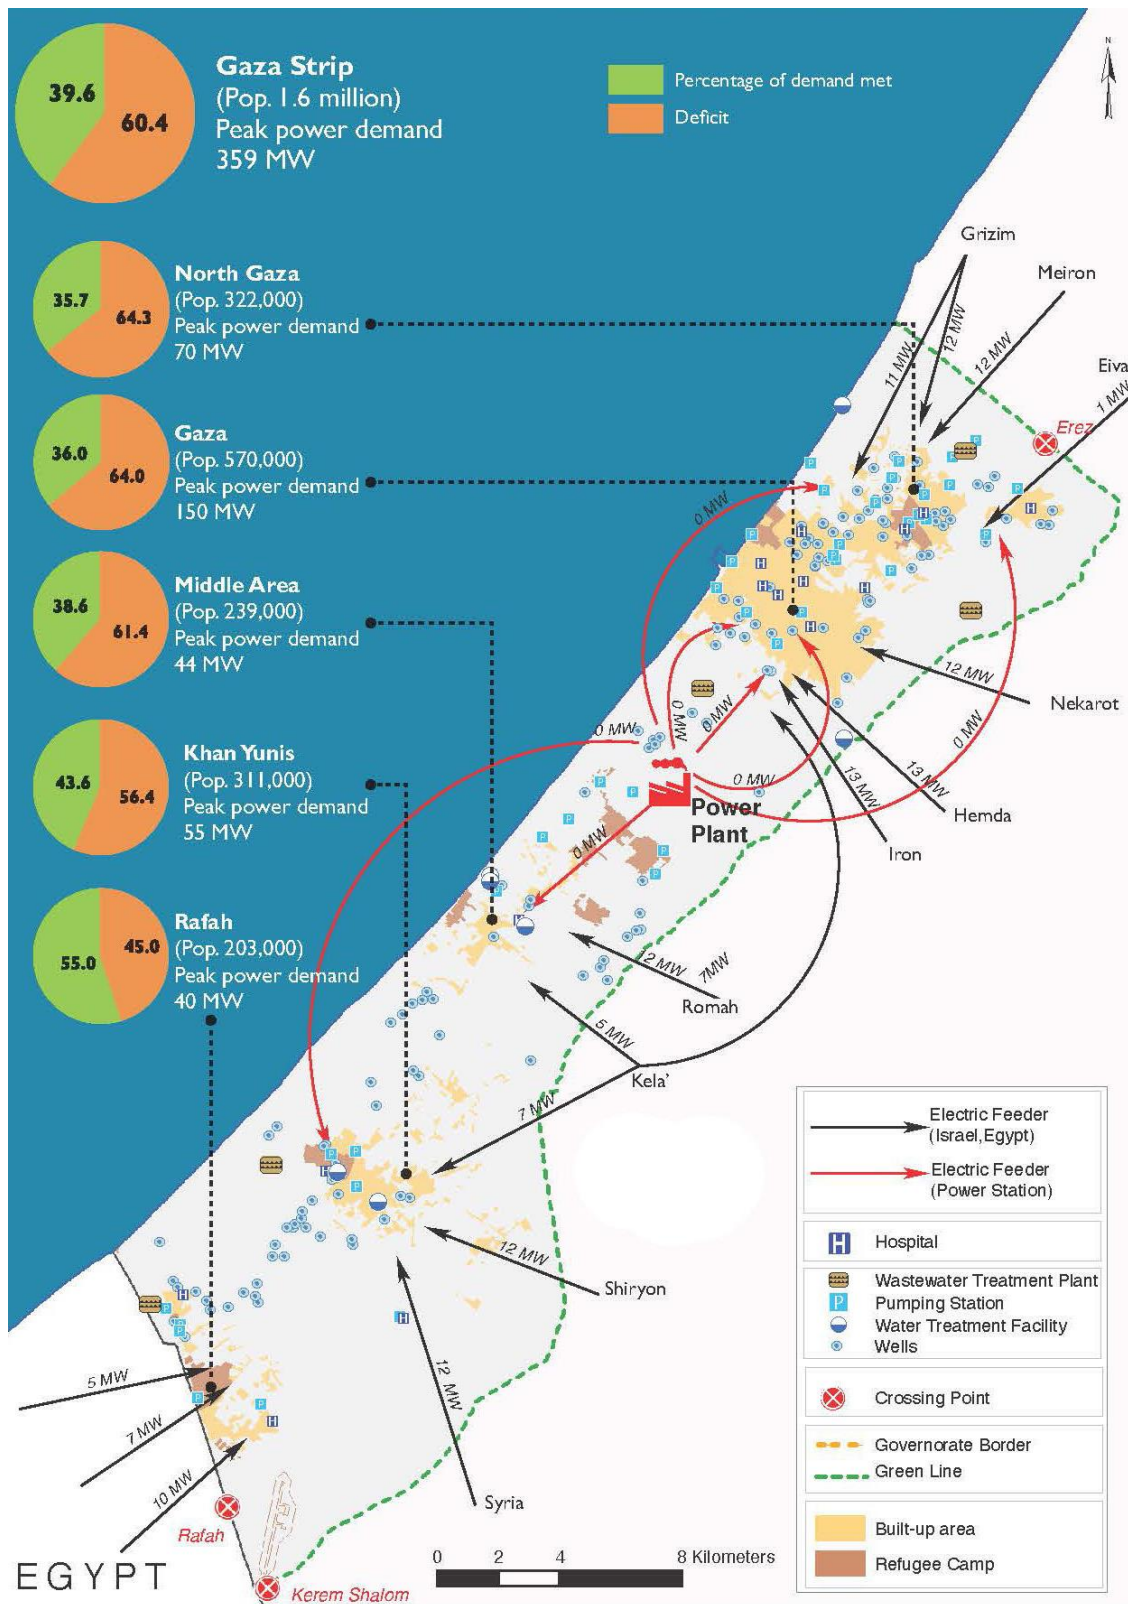 39.6
60.4
Gaza Strip
(Pop. 1.6 million)
Peak power demand
359 MW
Percentage of demand met
Deficit
N
35.7
64.3
North Gaza
(Pop. 322,000)
Peak power demand
70 MW
36.0
64.0
Gaza
(Pop. 570,000)
Peak power demand
150 MW
38.6
61.4
Middle Area
(Pop. 239,000)
Peak power demand
44 MW
43.6
56.4
Khan Yunis
(Pop. 311,000)
Peak power demand
55 MW
55.0
45.0
Rafah
(Pop. 203,000)
Peak power demand
40 MW
Grizim
Meiron
Eiva
11 MW
12 MW
12 MW
1 MW
Erez
0 MW
12 MW
Nekarot
0 MW
0 MW
0 MW
0 MW
0 MW
0 MW
Power
Plant
13 MW
13 MW
Hemda
Iron
12 MW
7MW
Romah
5 MW
Kela'
7 MW
12 MW
Shiryon
12 MW
Syria
5 MW
7 MW
10 MW
Rafah
EGYPT
Kerem Shalom
0 2 4 8 Kilometers
Electric Feeder
(Israel,Egypt)
Electric Feeder
(Power Station)
H Hospital
Wastewater Treatment Plant
P Pumping Station
Water Treatment Facility
Wells
Crossing Point
Governorate Border
Green Line
Built-up area
Refugee Camp